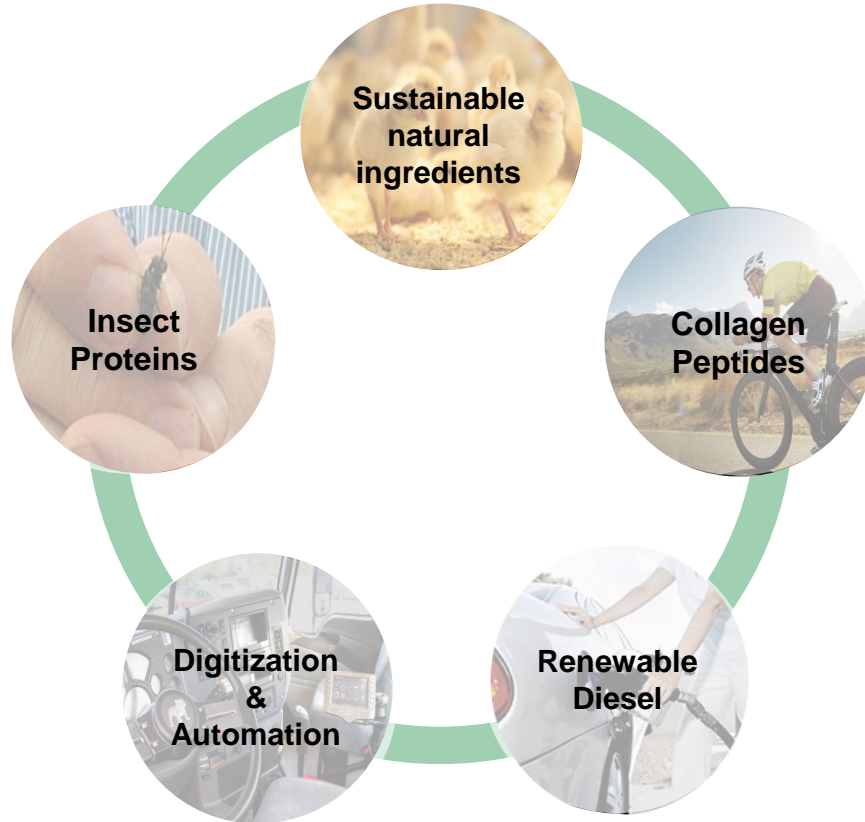 Sustainable
natural
ingredients
Collagen
Peptides
Renewable
Diesel
Digitization
&
Automation
Insect
Proteins